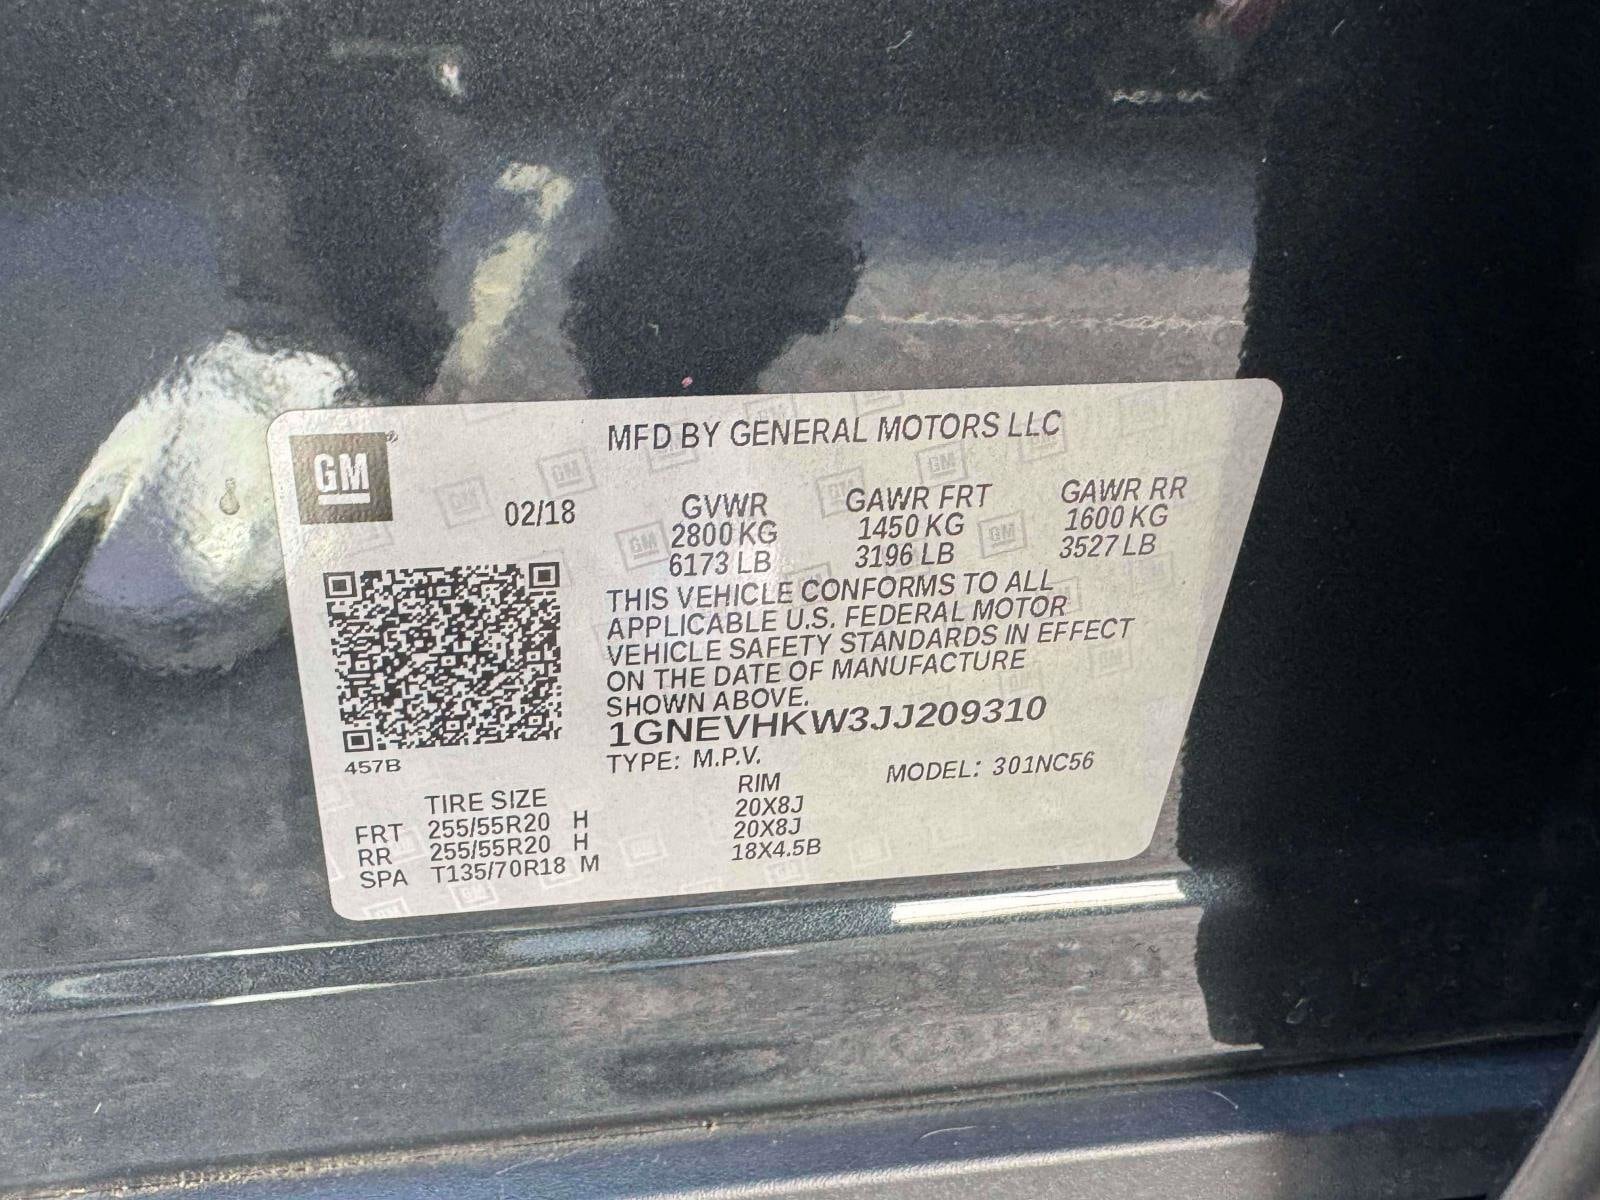 GM
MFD BY GENERAL MOTORS LLC
02/18
GVWR GAWR FRT GAWR RR
2800 KG 1450 KG 1600 KG
6173 LB 3196 LB 3527 LB
THIS VEHICLE CONFORMS TO ALL
APPLICABLE U.S. FEDERAL MOTOR
VEHICLE SAFETY STANDARDS IN EFFECT
ON THE DATE OF MANUFACTURE
SHOWN ABOVE.
1GNEVHKW3JJ209310
TYPE: M.P.V. MODEL: 301NC56
457B
TIRE SIZE RIM
FRT 255/55R20 H 20X8J
RR 255/55R20 H 20X8J
SPA T135/70R18 M 18X4.5B